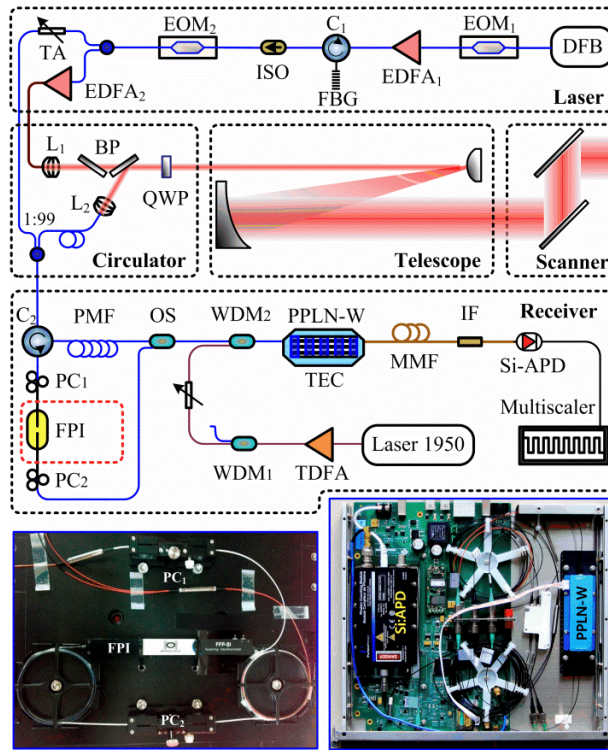 TA
EOM₂
C₁
EOM₁
ISO
DFB
EDFA₂
FBG
EDFA₁
Laser
L₁
BP
L₂
QWP
1:99
Circulator
Telescope
Scanner
C₂
PMF
OS
WDM₂
PPLN-W
IF
Receiver
TEC
MMF
Si-APD
PC₁
FPI
Multiscaler
Laser 1950
PC₂
WDM₁
TDFA
PC₁
FPI
FFP-SI
PC₂
Si:APD
PPLN-W